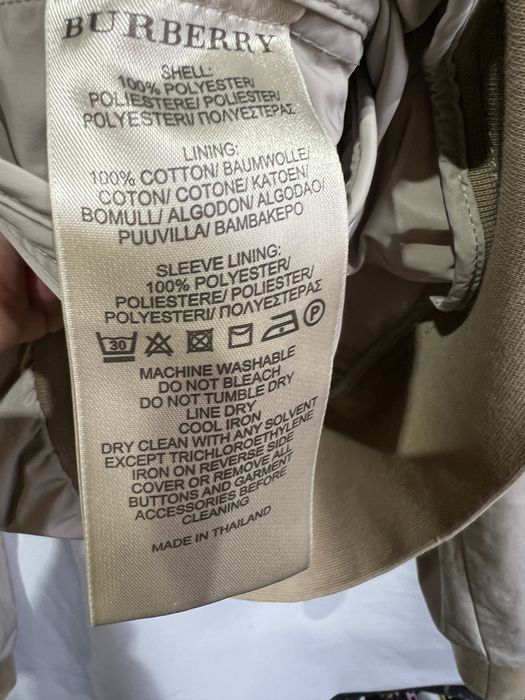 BURBERRY
SHELL:
100% POLYESTER/
POLIESTERE/ POLIESTER/
POLYESTERI/ ΠΟΛΥΕΣΤΕΡΑΣ
LINING:
100% COTTON/ BAUMWOLLE/
COTON/ COTONE/ KATOEN/
BOMULL/ ALGODON/ ALGODAO/
PUUVILLA/ BAMBAKEPO
SLEEVE LINING:
100% POLYESTER/
POLIESTERE/ POLIESTER/
POLYESTERI/ ΠΟΛΥΕΣΤΕΡΑΣ
30 P
MACHINE WASHABLE
DO NOT BLEACH
DO NOT TUMBLE DRY
LINE DRY
COOL IRON
DRY CLEAN WITH ANY SOLVENT
EXCEPT TRICHLOROETHYLENE
IRON ON REVERSE SIDE
COVER OR REMOVE ALL
BUTTONS AND GARMENT
ACCESSORIES BEFORE
CLEANING
MADE IN THAILAND